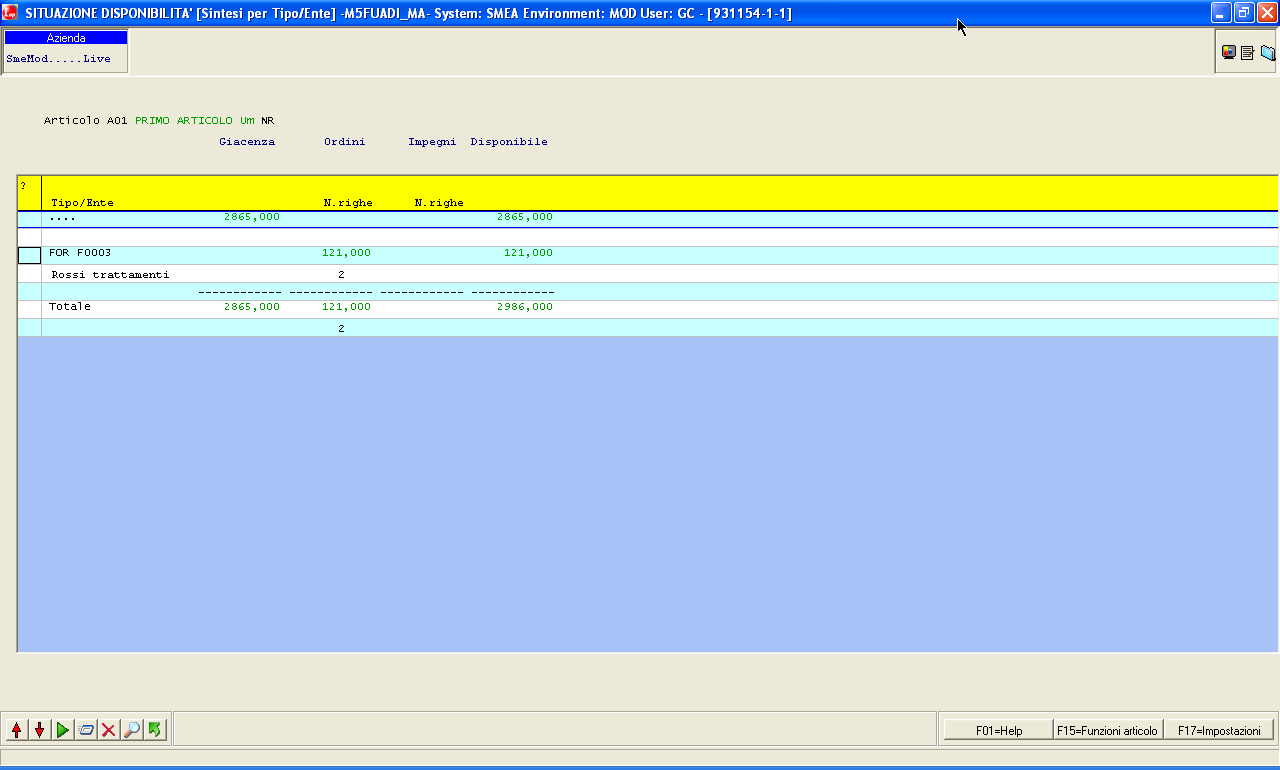 SITUAZIONE DISPONIBILITA' [Sintesi per Tipo/Ente] -M5FUADI_MA- System: SMEA Environment: MOD User: GC - [931154-1-1]
Azienda
SmeMod.....Live
Articolo A01 PRIMO ARTICOLO Um NR
Giacenza Ordini Impegni Disponibile
?
Tipo/Ente N.righe N.righe
.... 2865,000 2865,000
FOR F0003 121,000 121,000
Rossi trattamenti 2
------------ ------------ ------------ ------------
Totale 2865,000 121,000 2986,000
2
F01=Help F15=Funzioni articolo F17=Impostazioni